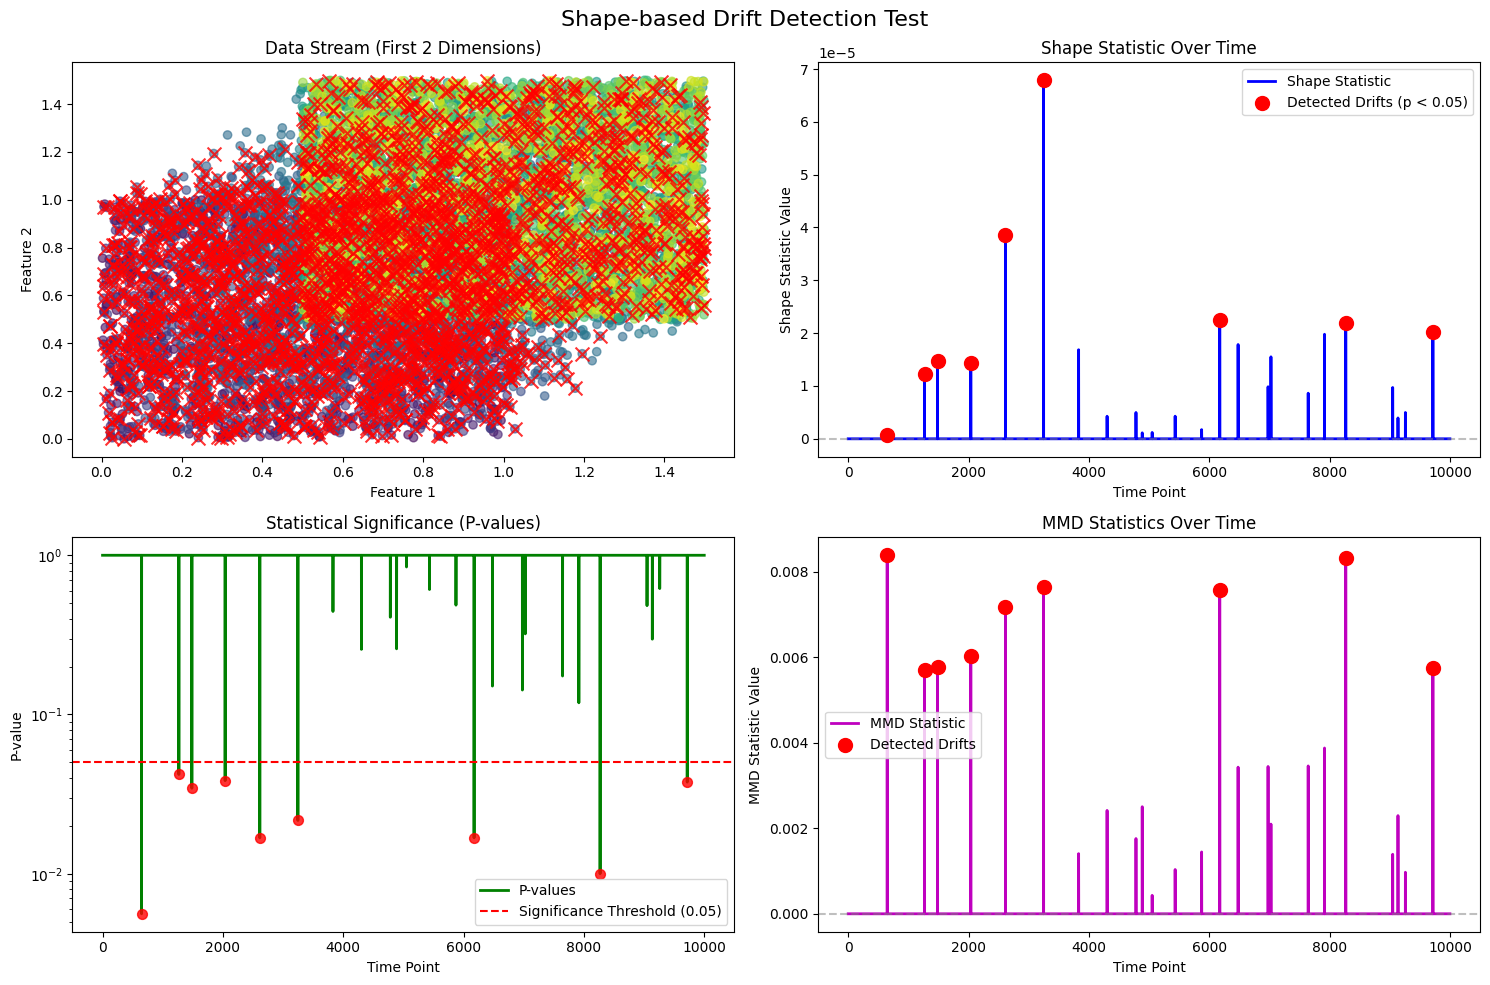 Shape-based Drift Detection Test
Data Stream (First 2 Dimensions)
Feature 2
1.4
1.2
1.0
0.8
0.6
0.4
0.2
0.0
0.0 0.2 0.4 0.6 0.8 1.0 1.2 1.4
Feature 1
Shape Statistic Over Time
1e−5
Shape Statistic Value
7
6
5
4
3
2
1
0
Shape Statistic
Detected Drifts (p < 0.05)
0 2000 4000 6000 8000 10000
Time Point
Statistical Significance (P-values)
P-value
10⁰
10⁻¹
10⁻²
P-values
Significance Threshold (0.05)
0 2000 4000 6000 8000 10000
Time Point
MMD Statistics Over Time
MMD Statistic Value
0.008
0.006
0.004
0.002
0.000
MMD Statistic
Detected Drifts
0 2000 4000 6000 8000 10000
Time Point